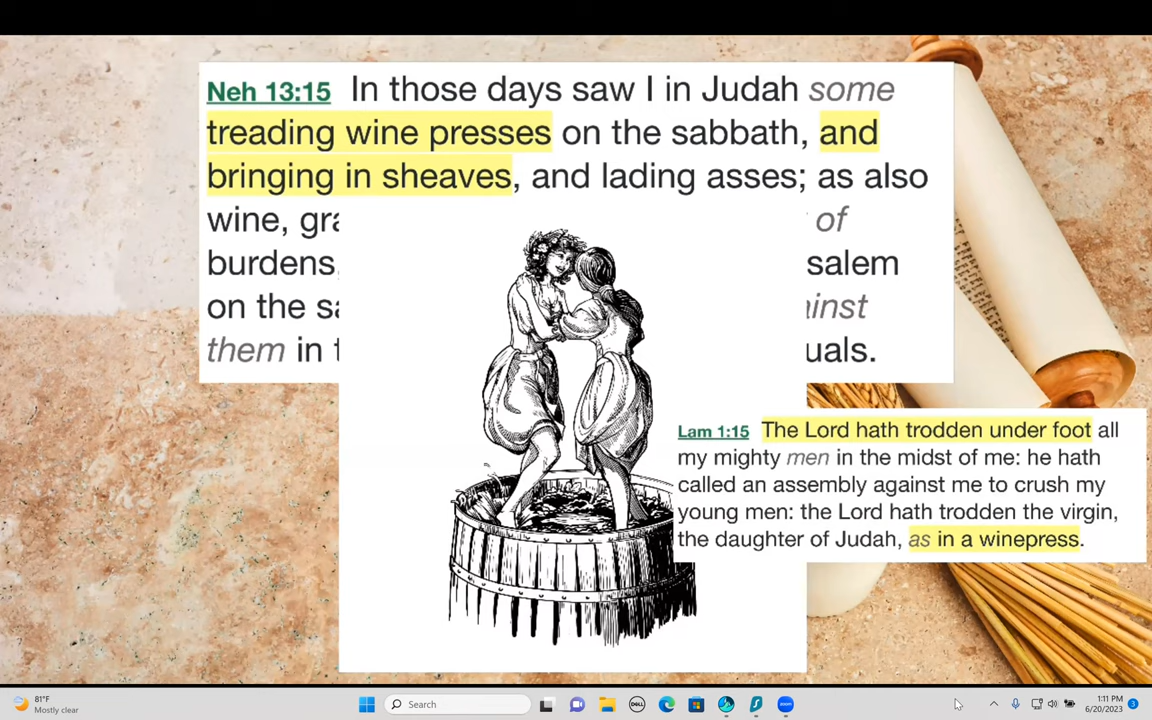 Neh 13:15 In those days saw I in Judah some
treading wine presses on the sabbath, and
bringing in sheaves, and lading asses; as also
wine, of
burdens, salem
on the sa
them in uals.
Lam 1:15 The Lord hath trodden under foot all
my mighty men in the midst of me: he hath
called an assembly against me to crush my
young men: the Lord hath trodden the virgin,
the daughter of Judah, as in a winepress.
81°F
Mostly clear
Search
DELL
zoom
1:11 PM
6/20/2023
3